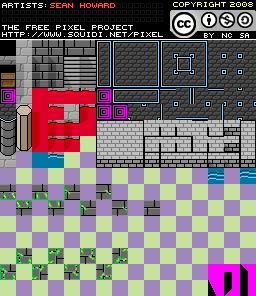 ARTISTS: SEAN HOWARD
COPYRIGHT 2008
THE FREE PIXEL PROJECT
HTTP://WWW.SQUIDI.NET/PIXEL
cc
$
BY NC SA